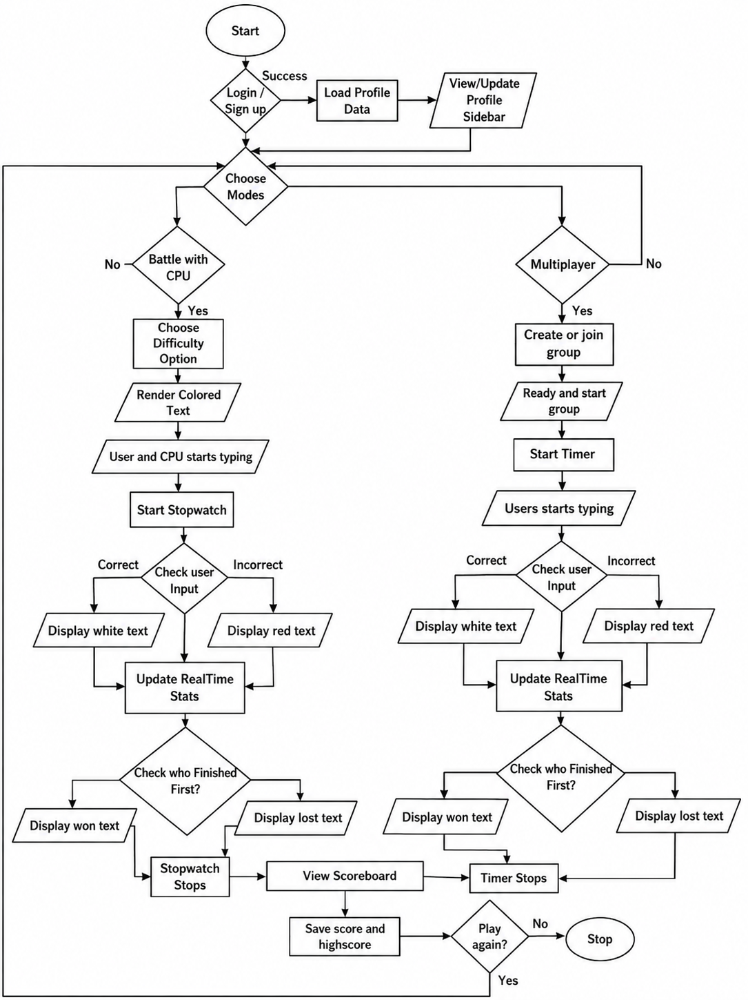 Start
Success
Login /
Sign up
Load Profile
Data
View/Update
Profile
Sidebar
Choose
Modes
No
Battle with
CPU
Multiplayer
No
Yes
Yes
Choose
Difficulty
Option
Create or join
group
Render Colored
Text
Ready and start
group
User and CPU starts typing
Start Timer
Start Stopwatch
Users starts typing
Correct
Incorrect
Check user
Input
Correct
Incorrect
Check user
Input
Display white text
Display red text
Display white text
Display red text
Update RealTime
Stats
Update RealTime
Stats
Check who Finished
First?
Check who Finished
First?
Display won text
Display lost text
Display won text
Display lost text
Stopwatch
Stops
View Scoreboard
Timer Stops
Save score and
highscore
Play
again?
No
Stop
Yes